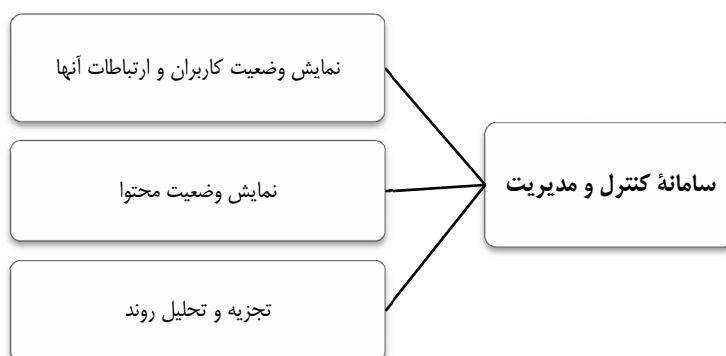 سامانهٔ کنترل و مدیریت
نمایش وضعیت کاربران و ارتباطات آنها
نمایش وضعیت محتوا
تجزیه و تحلیل روند